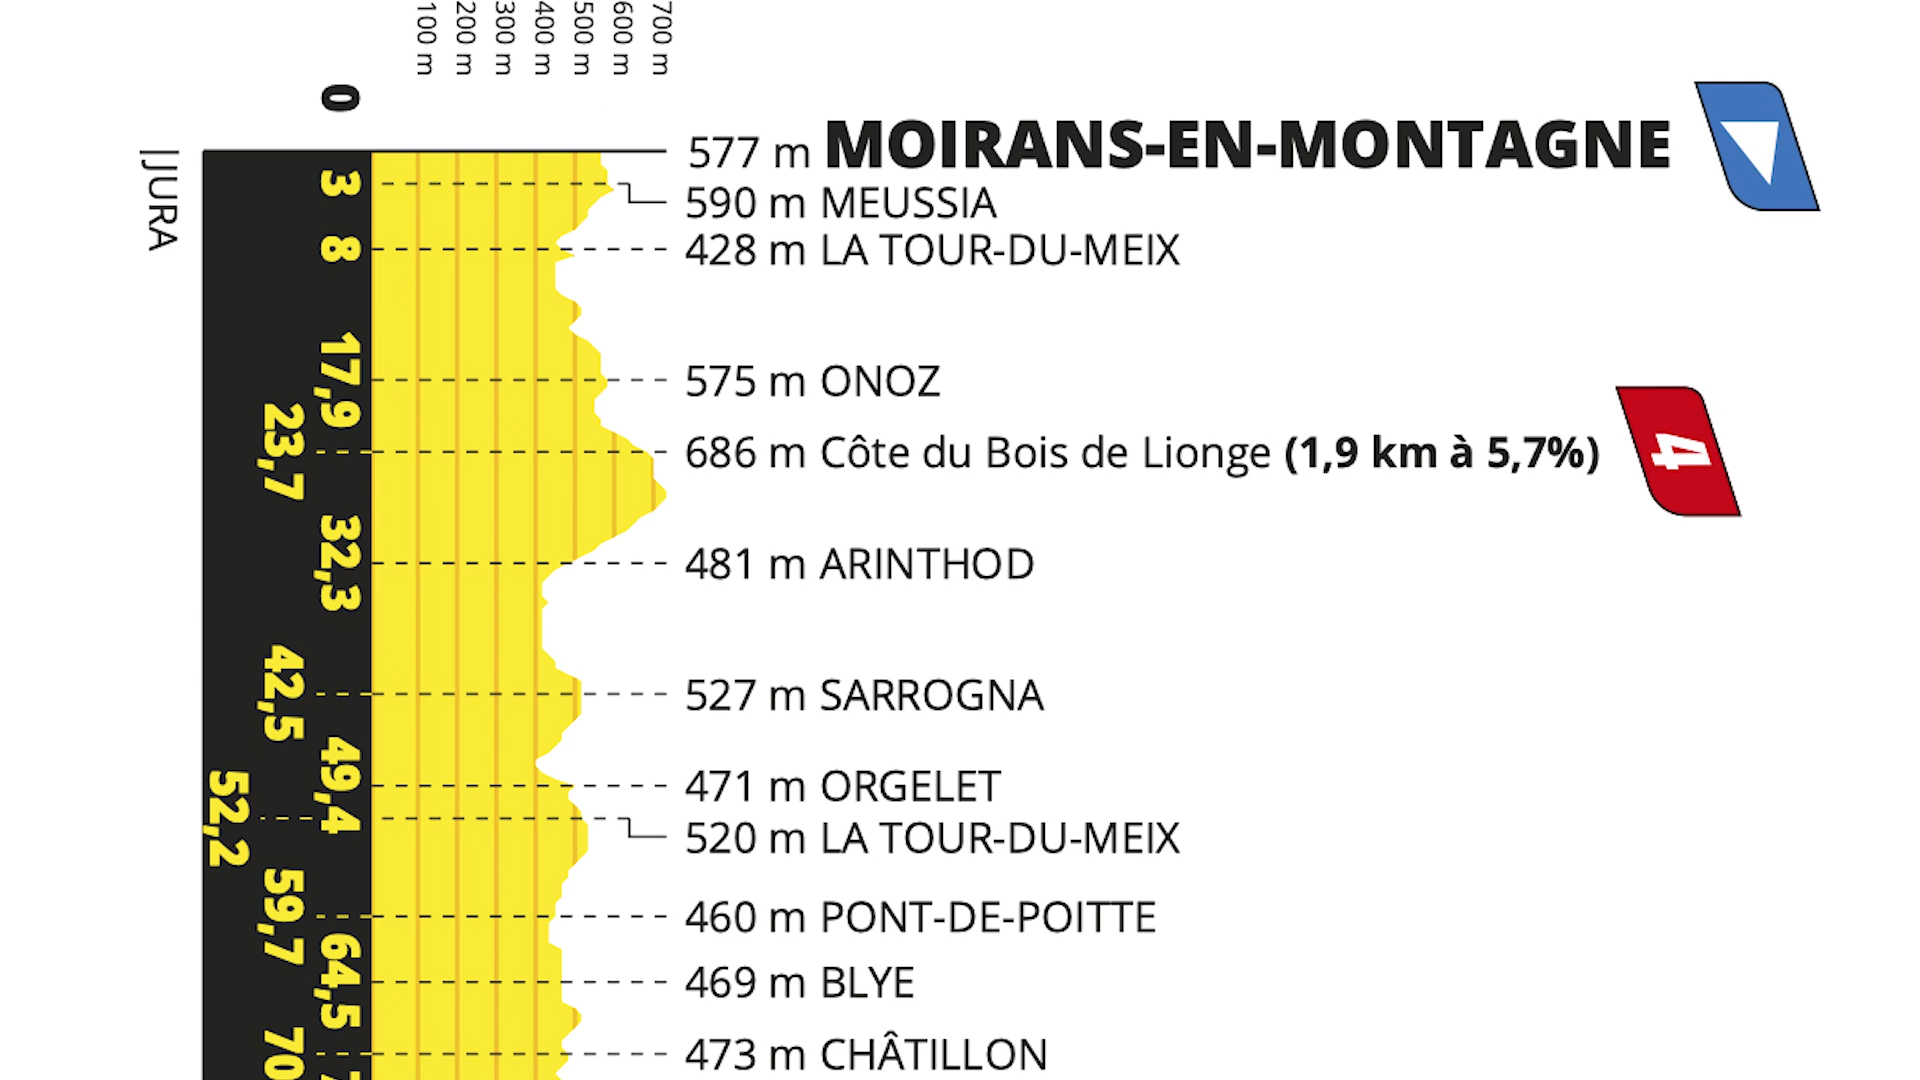 100 m
200 m
300 m
400 m
500 m
600 m
700 m
JURA
0
577 m MOIRANS-EN-MONTAGNE
3
590 m MEUSSIA
8
428 m LA TOUR-DU-MEIX
17,9
575 m ONOZ
23,7
686 m Côte du Bois de Lionge (1,9 km à 5,7%)
4
32,3
481 m ARINTHOD
42,5
527 m SARROGNA
49,4
471 m ORGELET
52,2
520 m LA TOUR-DU-MEIX
59,7
460 m PONT-DE-POITTE
64,5
469 m BLYE
70
473 m CHÂTILLON